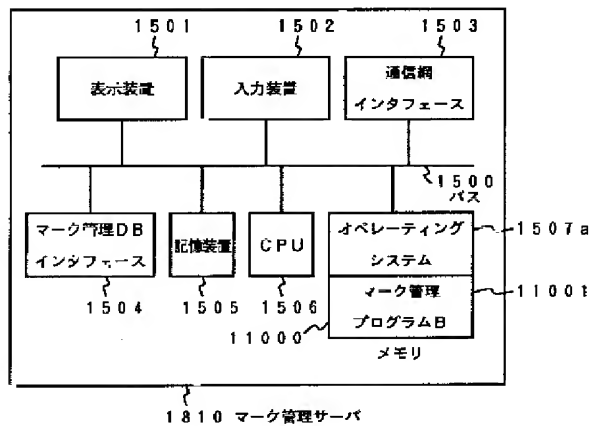 1501
1502
1503
表示装置
入力装置
通信網
インタフェース
1500
バス
マーク管理DB
インタフェース
記憶装置
CPU
オペレーティング
システム
1507a
マーク管理
プログラムB
11001
1504
1505
1506
11000
メモリ
1810 マーク管理サーバ